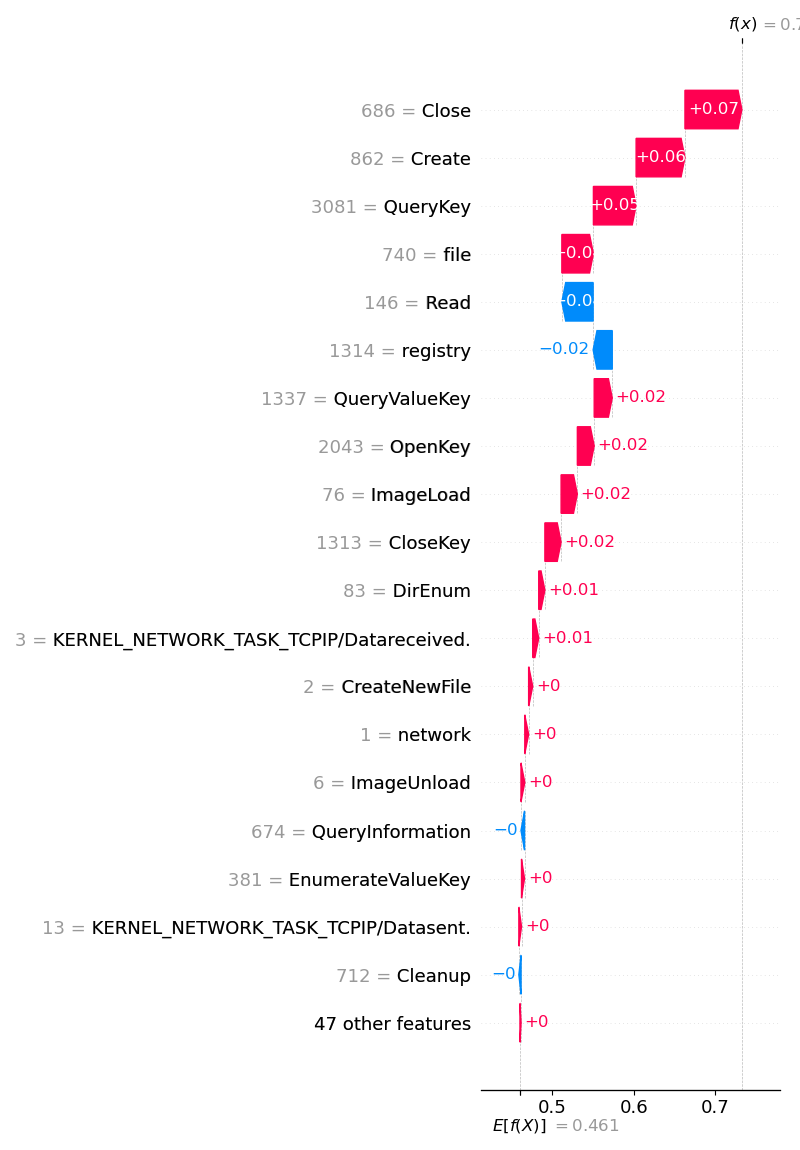 f(x) = 0.7
686 = Close +0.07
862 = Create +0.06
3081 = QueryKey +0.05
740 = file
146 = Read
1314 = registry −0.02
1337 = QueryValueKey +0.02
2043 = OpenKey +0.02
76 = ImageLoad +0.02
1313 = CloseKey +0.02
83 = DirEnum +0.01
3 = KERNEL_NETWORK_TASK_TCPIP/Datareceived. +0.01
2 = CreateNewFile +0
1 = network +0
6 = ImageUnload +0
674 = QueryInformation −0
381 = EnumerateValueKey +0
13 = KERNEL_NETWORK_TASK_TCPIP/Datasent. +0
712 = Cleanup −0
47 other features +0
0.5 0.6 0.7
E[f(X)] = 0.461